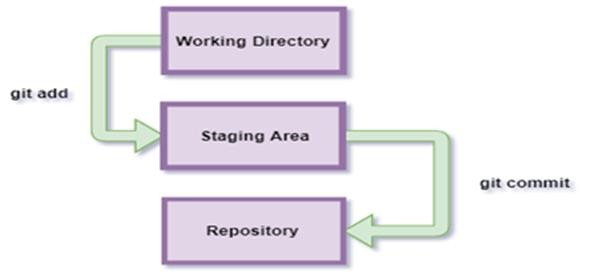 Working Directory
git add
Staging Area
git commit
Repository